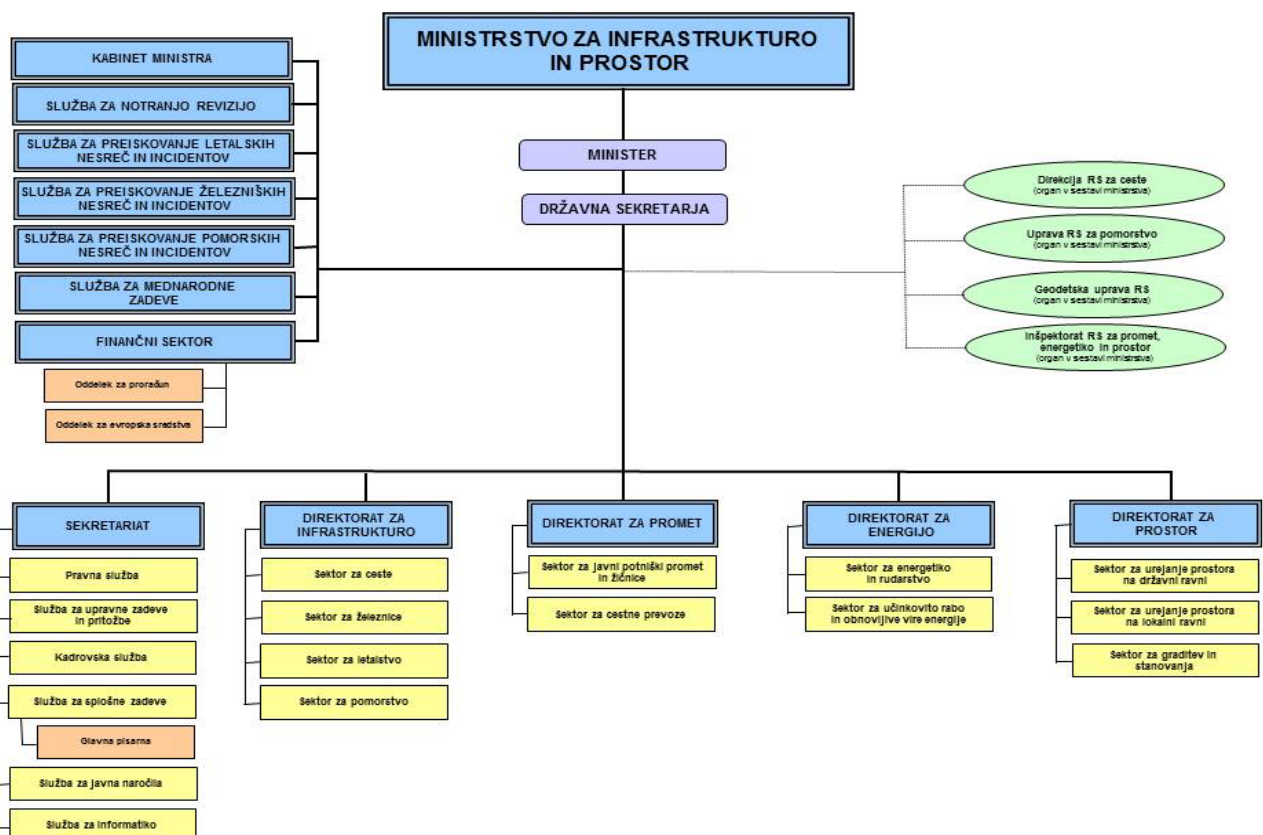 MINISTRSTVO ZA INFRASTRUKTURO
IN PROSTOR
KABINET MINISTRA
SLUŽBA ZA NOTRANJO REVIZIJO
SLUŽBA ZA PREISKOVANJE LETALSKIH
NESREČ IN INCIDENTOV
SLUŽBA ZA PREISKOVANJE ŽELEZNIŠKIH
NESREČ IN INCIDENTOV
SLUŽBA ZA PREISKOVANJE POMORSKIH
NESREČ IN INCIDENTOV
SLUŽBA ZA MEDNARODNE
ZADEVE
FINANČNI SEKTOR
Oddelek za proračun
Oddelek za evropska sredstva
MINISTER
DRŽAVNA SEKRETARJA
Direkcija RS za ceste
(organ v sestavi ministrstva)
Uprava RS za pomorstvo
(organ v sestavi ministrstva)
Geodetska uprava RS
(organ v sestavi ministrstva)
Inšpektorat RS za promet,
energetiko in prostor
(organ v sestavi ministrstva)
SEKRETARIAT
Pravna služba
Služba za upravne zadeve
in pritožbe
Kadrovska služba
Služba za splošne zadeve
Glavna pisarna
Služba za javna naročila
Služba za informatiko
DIREKTORAT ZA
INFRASTRUKTURO
Sektor za ceste
Sektor za železnice
Sektor za letalstvo
Sektor za pomorstvo
DIREKTORAT ZA PROMET
Sektor za javni potniški promet
in žičnice
Sektor za cestne prevoze
DIREKTORAT ZA
ENERGIJO
Sektor za energetiko
in rudarstvo
Sektor za učinkovito rabo
in obnovljive vire energije
DIREKTORAT ZA
PROSTOR
Sektor za urejanje prostora
na državni ravni
Sektor za urejanje prostora
na lokalni ravni
Sektor za graditev in
stanovanja